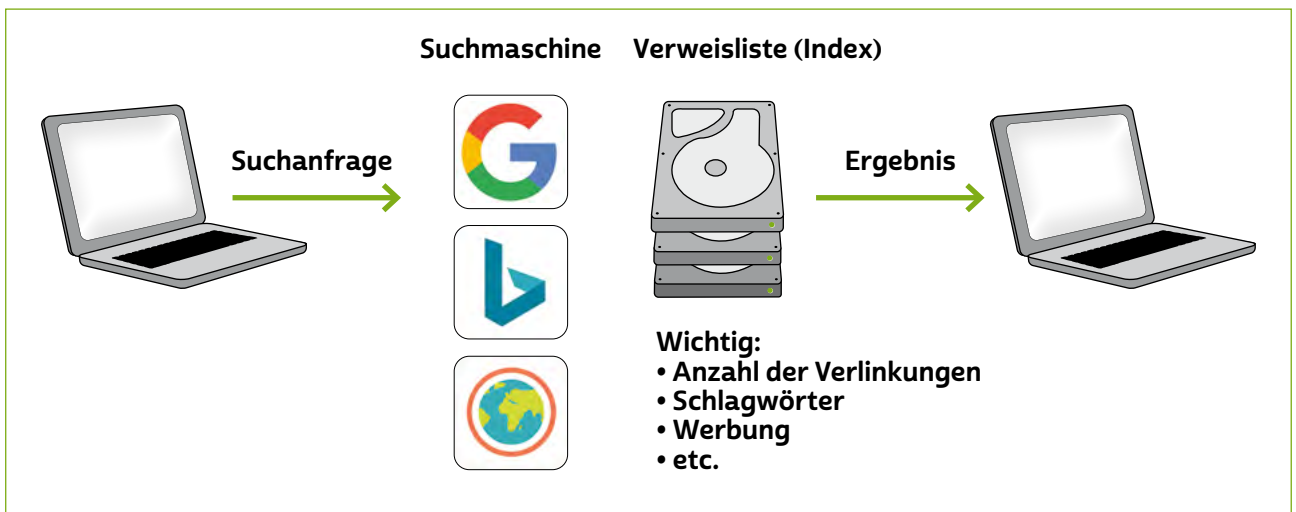 Suchmaschine Verweisliste (Index)
Suchanfrage
Ergebnis
Wichtig:
• Anzahl der Verlinkungen
• Schlagwörter
• Werbung
• etc.